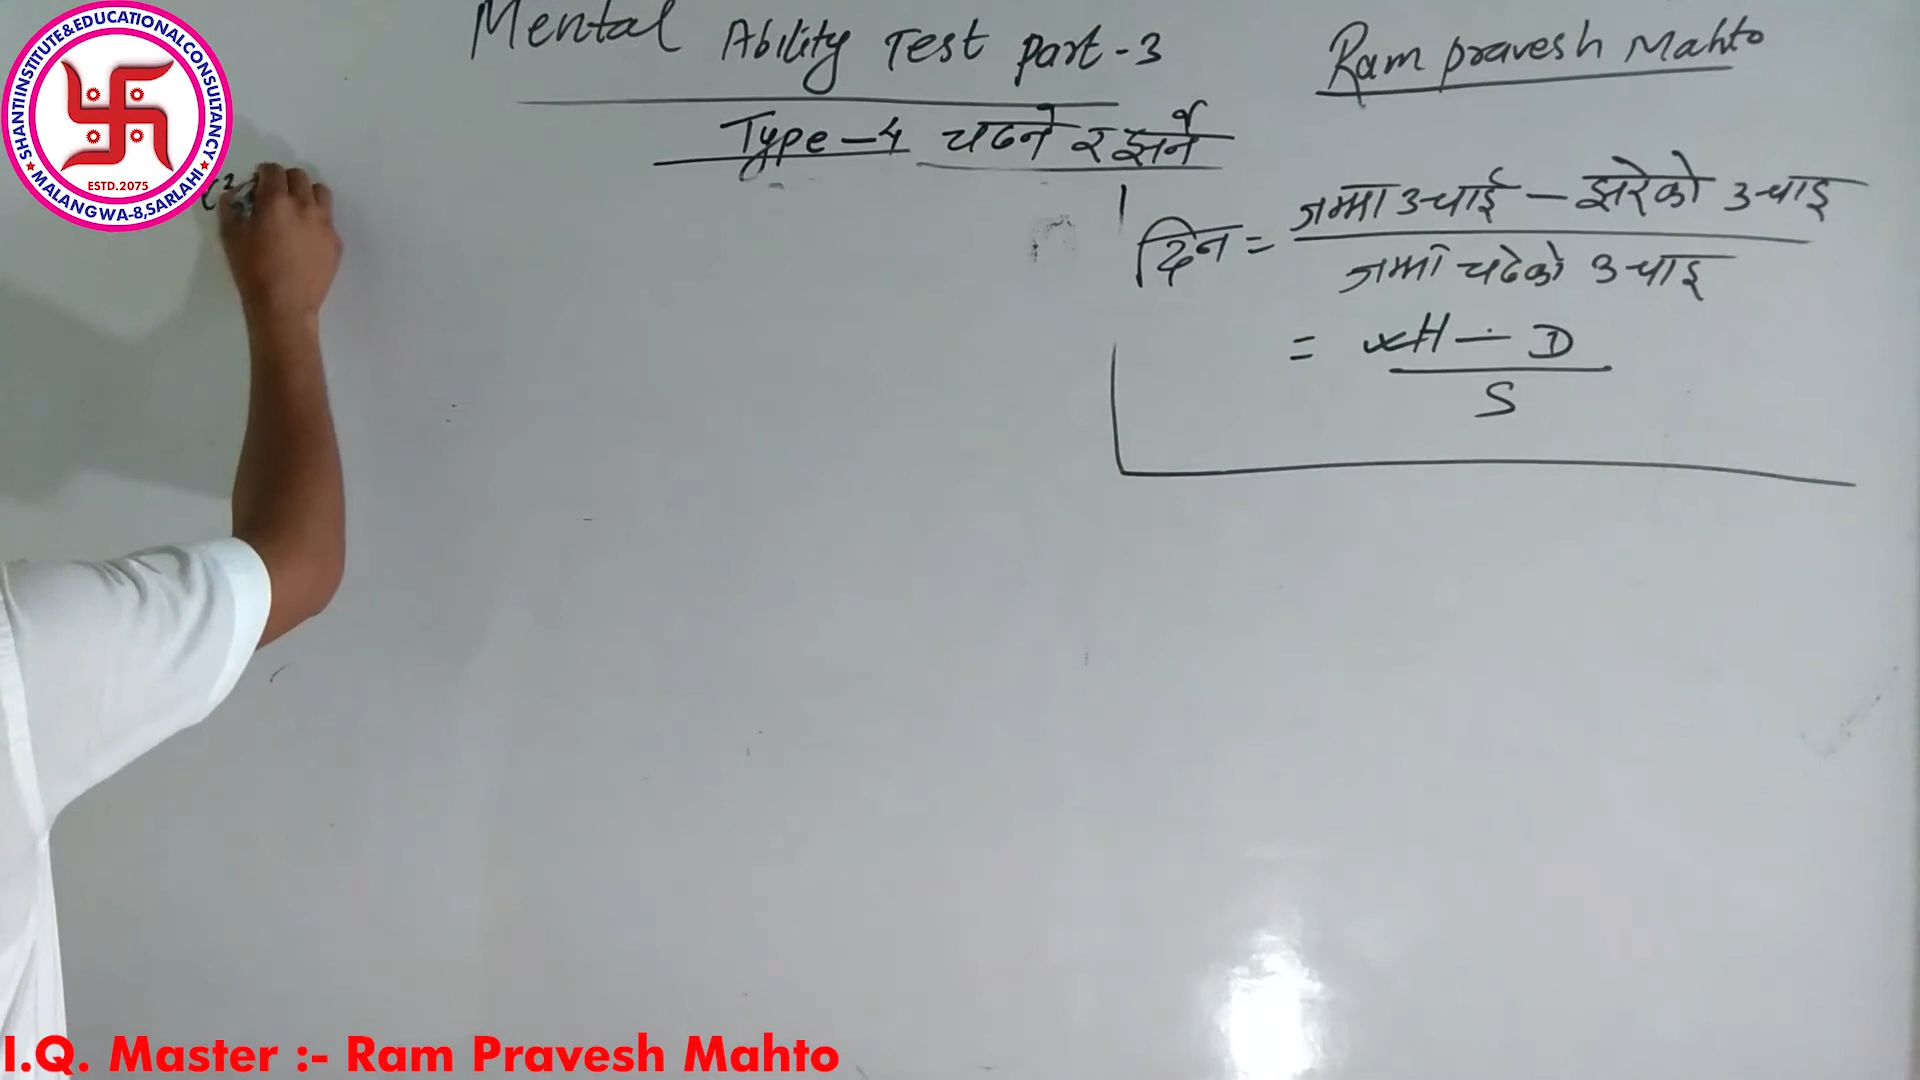 SHANTI INSTITUTE & EDUCATIONAL CONSULTANCY
MALANGWA-8, SARLAHI
ESTD.2075
Mental Ability Test Part-3
Ram Pravesh Mahto
Type-4 चढ्ने र झर्ने
दिन = जम्मा उचाई - झरेको उचाइ
जम्मा चढेको उचाइ
= H - D
S
I.Q. Master :- Ram Pravesh Mahto